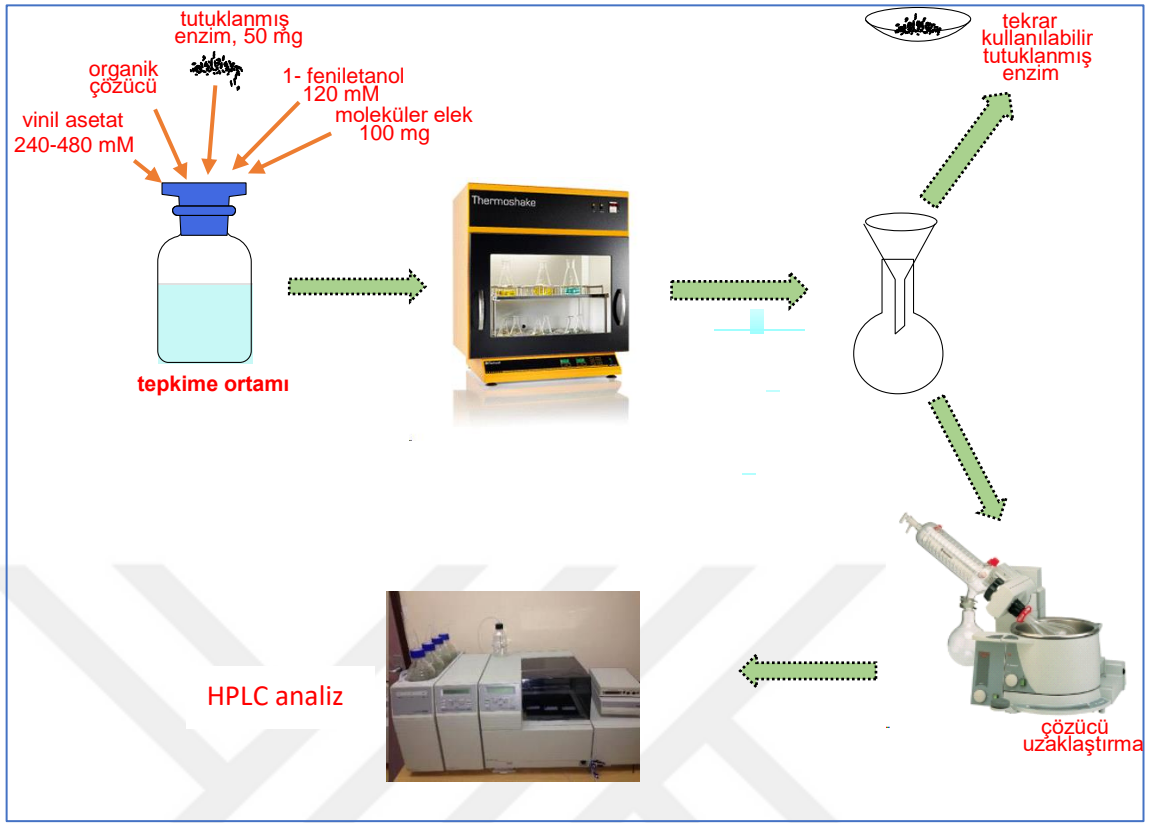 tutuklanmış
enzim, 50 mg
organik
çözücü
1- feniletanol
120 mM
vinil asetat
240-480 mM
moleküler elek
100 mg
tepkime ortamı
Thermoshake
tekrar
kullanılabilir
tutuklanmış
enzim
çözücü
uzaklaştırma
HPLC analiz